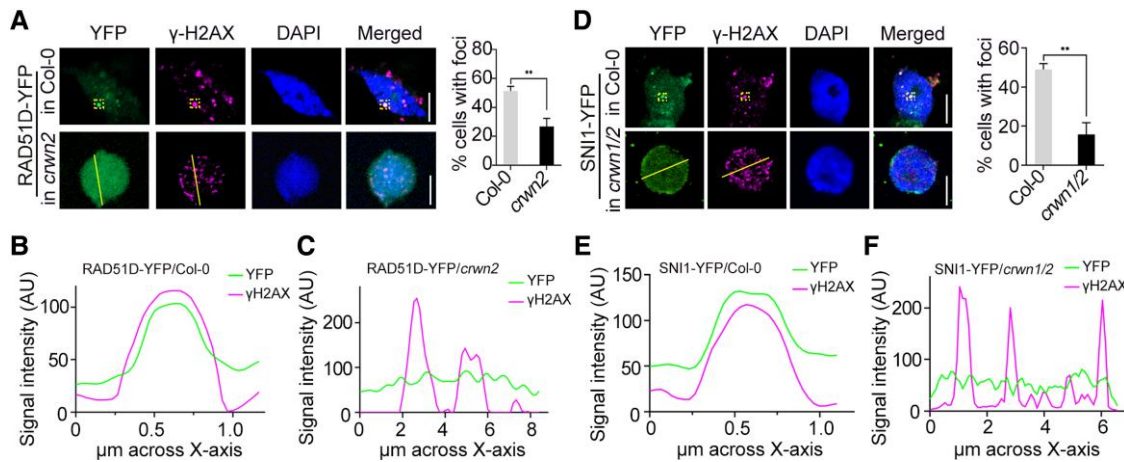 A
YFP γ-H2AX DAPI Merged
RAD51D-YFP
in Col-0
in crwn2
% cells with foci
60
40
20
0
**
Col-0
crwn2
D
YFP γ-H2AX DAPI Merged
SNI1-YFP
in Col-0
in crwn1/2
% cells with foci
60
40
20
0
**
Col-0
crwn1/2
B
RAD51D-YFP/Col-0
YFP
γH2AX
Signal intensity (AU)
100
50
0
0 0.5 1.0
µm across X-axis
C
RAD51D-YFP/crwn2
YFP
γH2AX
Signal intensity (AU)
200
100
0
0 2 4 6 8
µm across X-axis
E
SNI1-YFP/Col-0
YFP
γH2AX
Signal intensity (AU)
150
100
50
0
0 0.5 1.0
µm across X-axis
F
SNI1-YFP/crwn1/2
YFP
γH2AX
Signal intensity (AU)
200
100
0
0 2 4 6
µm across X-axis